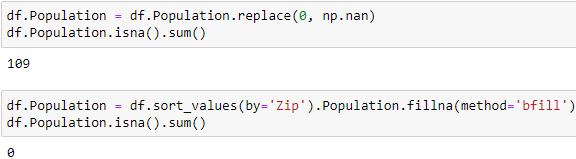 df.Population = df.Population.replace(0, np.nan)
df.Population.isna().sum()
109
df.Population = df.sort_values(by='Zip').Population.fillna(method='bfill')
df.Population.isna().sum()
0